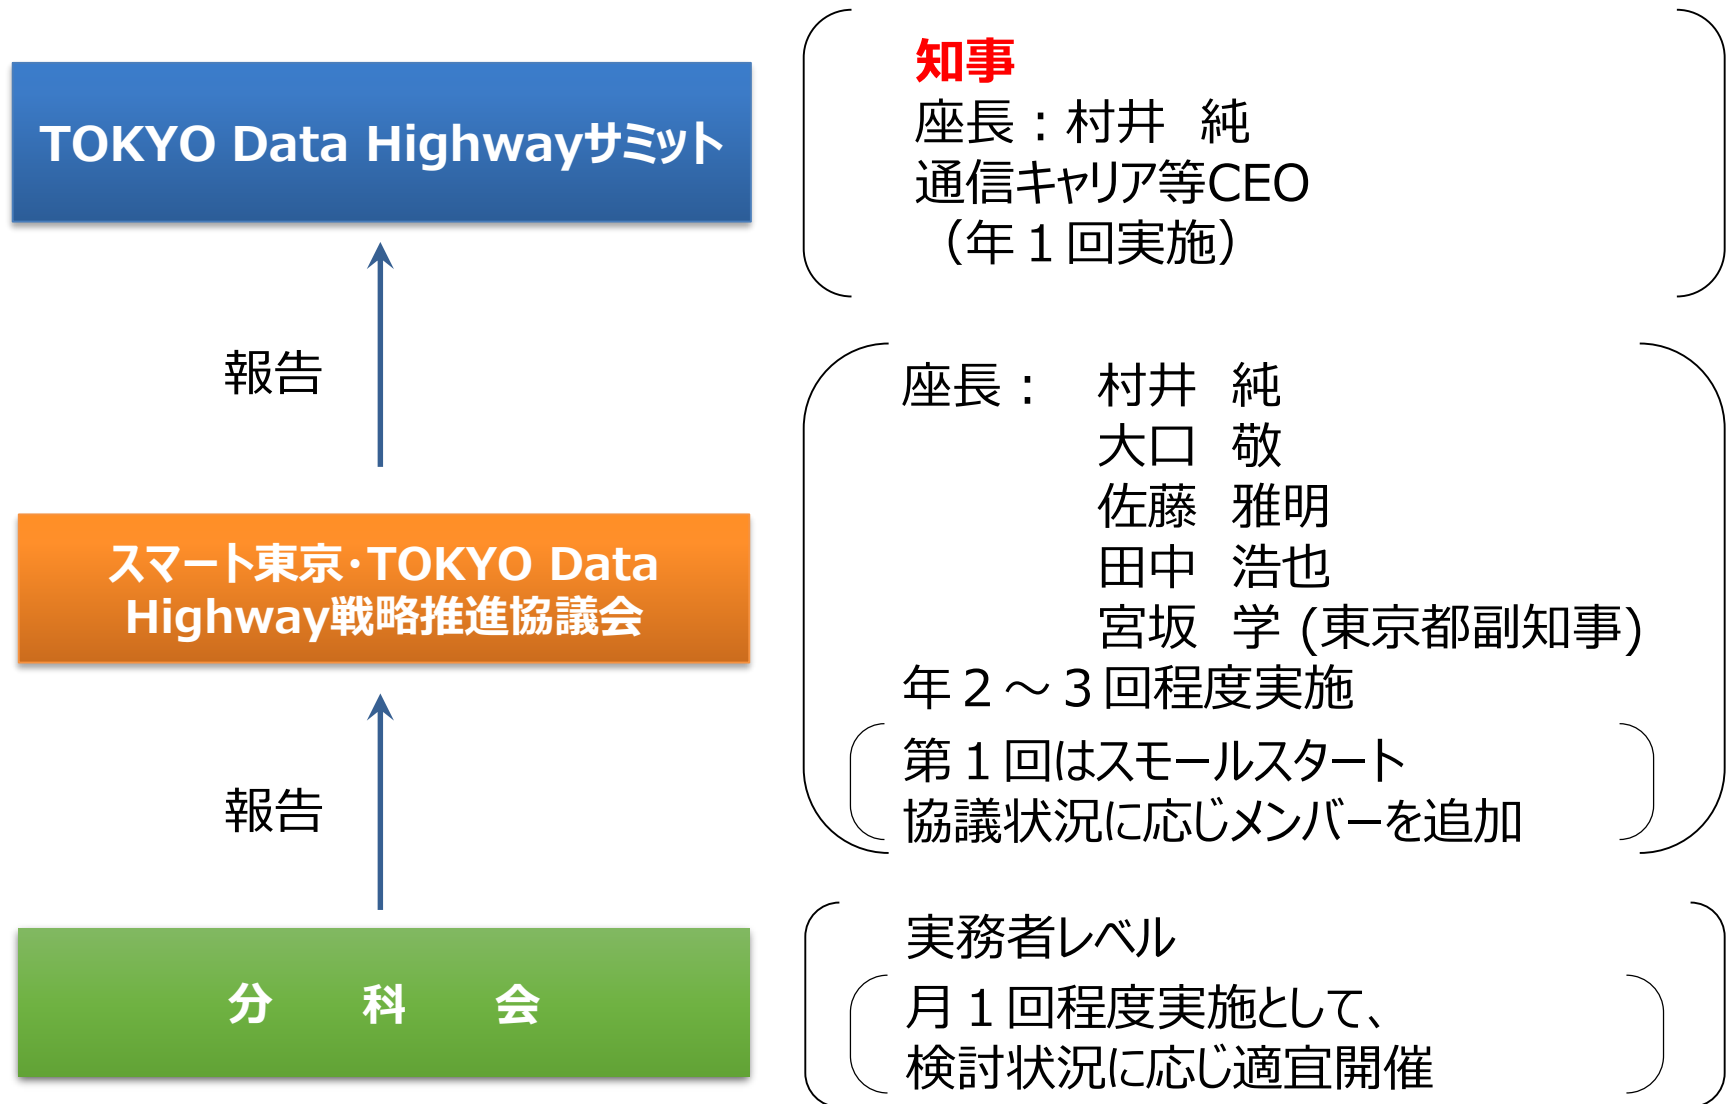 TOKYO Data Highwayサミット
知事
座長：村井　純
通信キャリア等CEO
（年１回実施）
報告
スマート東京・TOKYO Data
Highway戦略推進協議会
座長：　村井　純
大口　敬
佐藤　雅明
田中　浩也
宮坂　学 (東京都副知事)
年２～３回程度実施
第１回はスモールスタート
協議状況に応じメンバーを追加
報告
分　科　会
実務者レベル
月１回程度実施として、
検討状況に応じ適宜開催